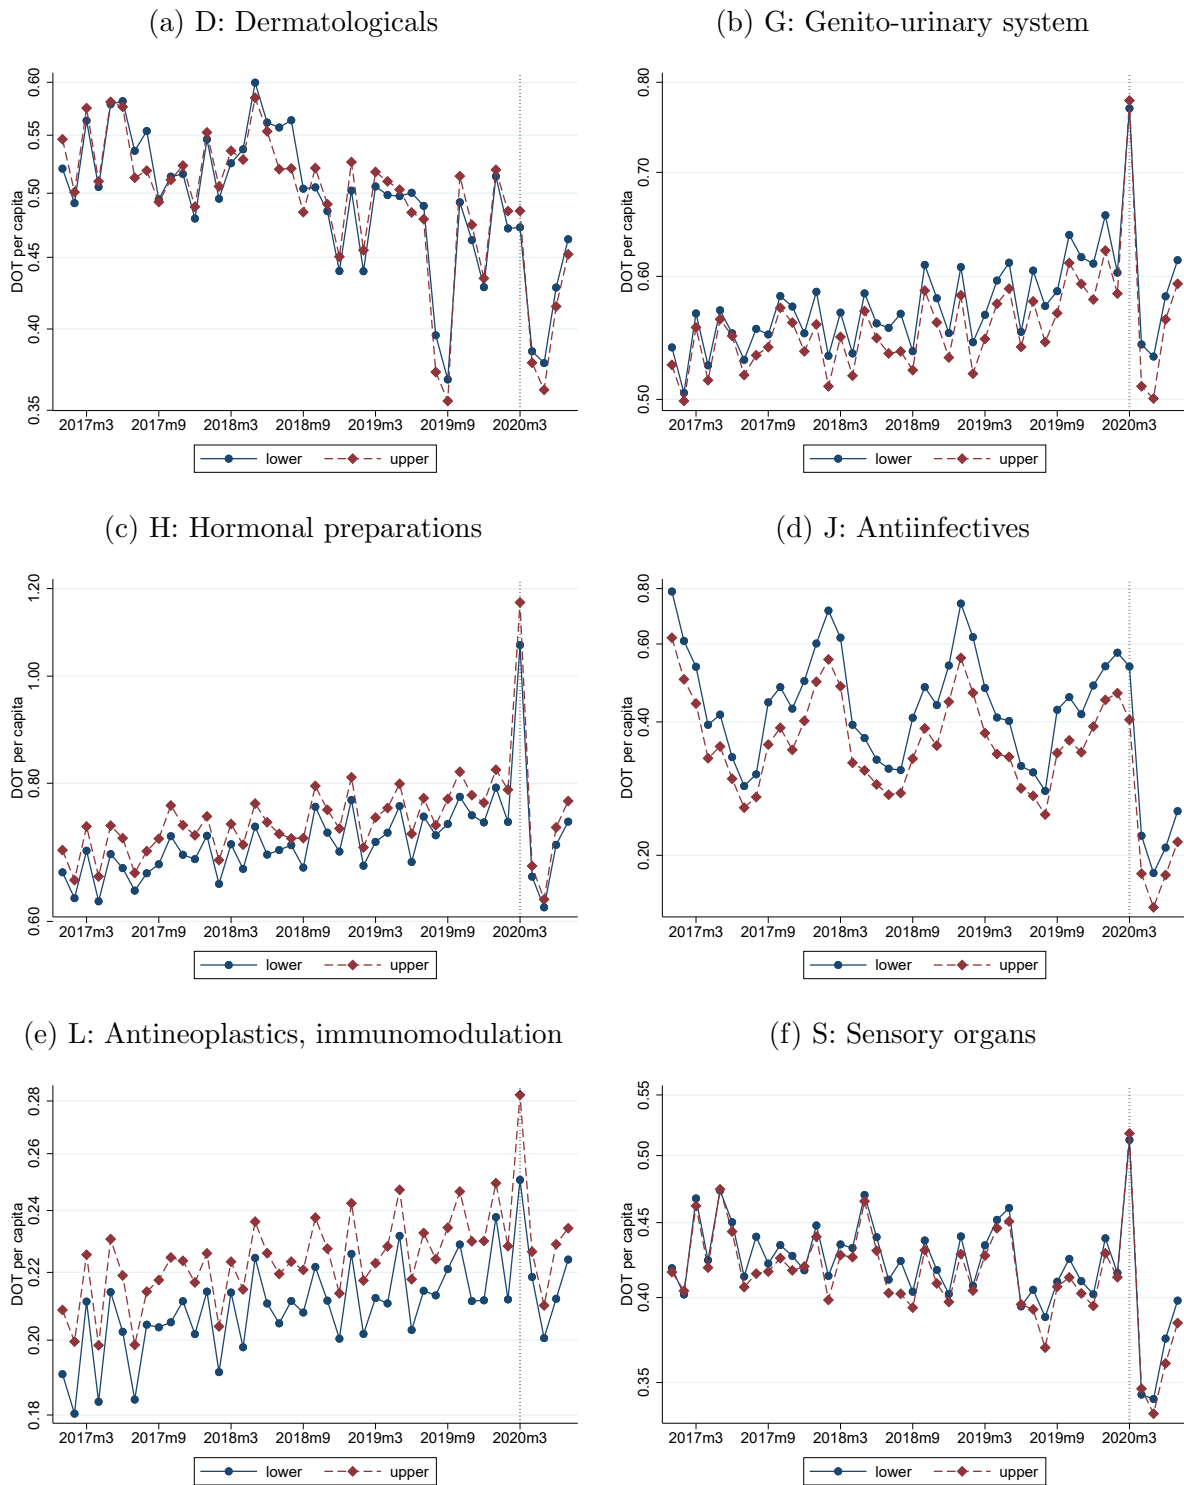 (a) D: Dermatologicals
DOT per capita
0.60
0.55
0.50
0.45
0.40
0.35
2017m3 2017m9 2018m3 2018m9 2019m3 2019m9 2020m3
lower upper
(b) G: Genito-urinary system
DOT per capita
0.80
0.70
0.60
0.50
2017m3 2017m9 2018m3 2018m9 2019m3 2019m9 2020m3
lower upper
(c) H: Hormonal preparations
DOT per capita
1.20
1.00
0.80
0.60
2017m3 2017m9 2018m3 2018m9 2019m3 2019m9 2020m3
lower upper
(d) J: Antiinfectives
DOT per capita
0.80
0.60
0.40
0.20
2017m3 2017m9 2018m3 2018m9 2019m3 2019m9 2020m3
lower upper
(e) L: Antineoplastics, immunomodulation
DOT per capita
0.28
0.26
0.24
0.22
0.20
0.18
2017m3 2017m9 2018m3 2018m9 2019m3 2019m9 2020m3
lower upper
(f) S: Sensory organs
DOT per capita
0.55
0.50
0.45
0.40
0.35
2017m3 2017m9 2018m3 2018m9 2019m3 2019m9 2020m3
lower upper